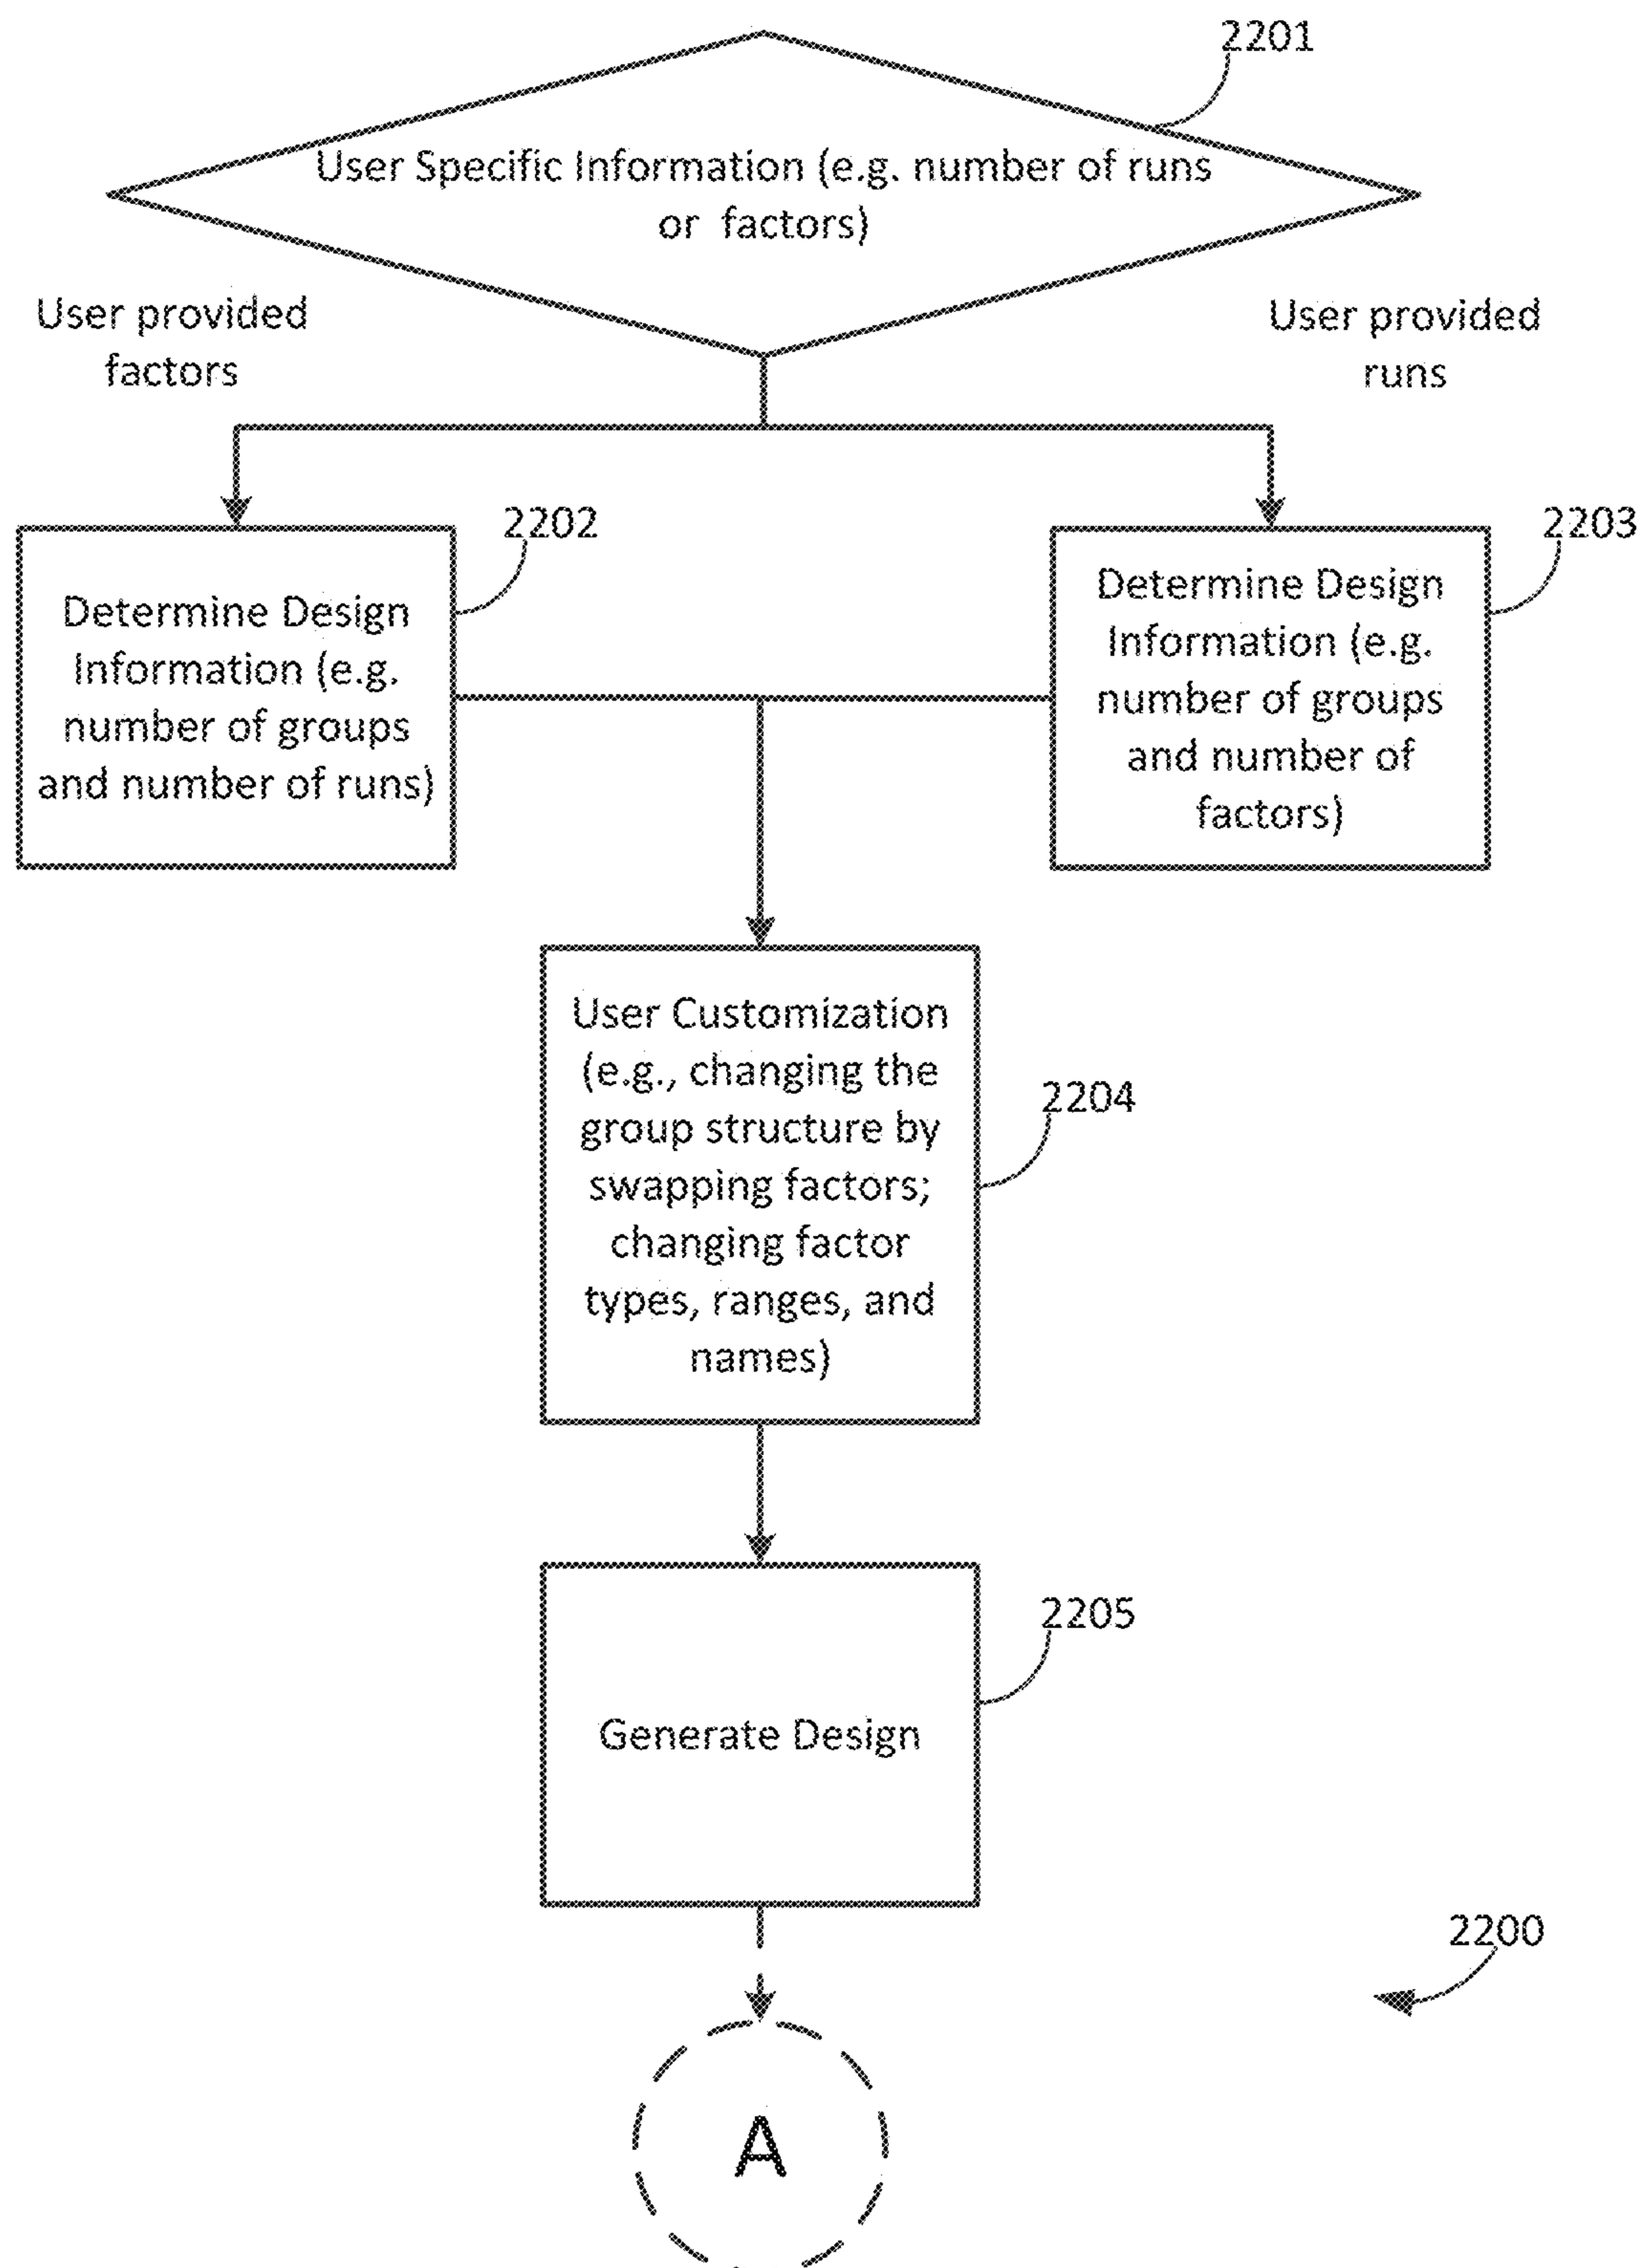 2201
User Specific Information (e.g. number of runs
or factors)
User provided
factors
User provided
runs
2202
Determine Design
Information (e.g.
number of groups
and number of runs)
2203
Determine Design
Information (e.g.
number of groups
and number of
factors)
User Customization
(e.g., changing the
group structure by
swapping factors;
changing factor
types, ranges, and
names)
2204
2205
Generate Design
2200
A